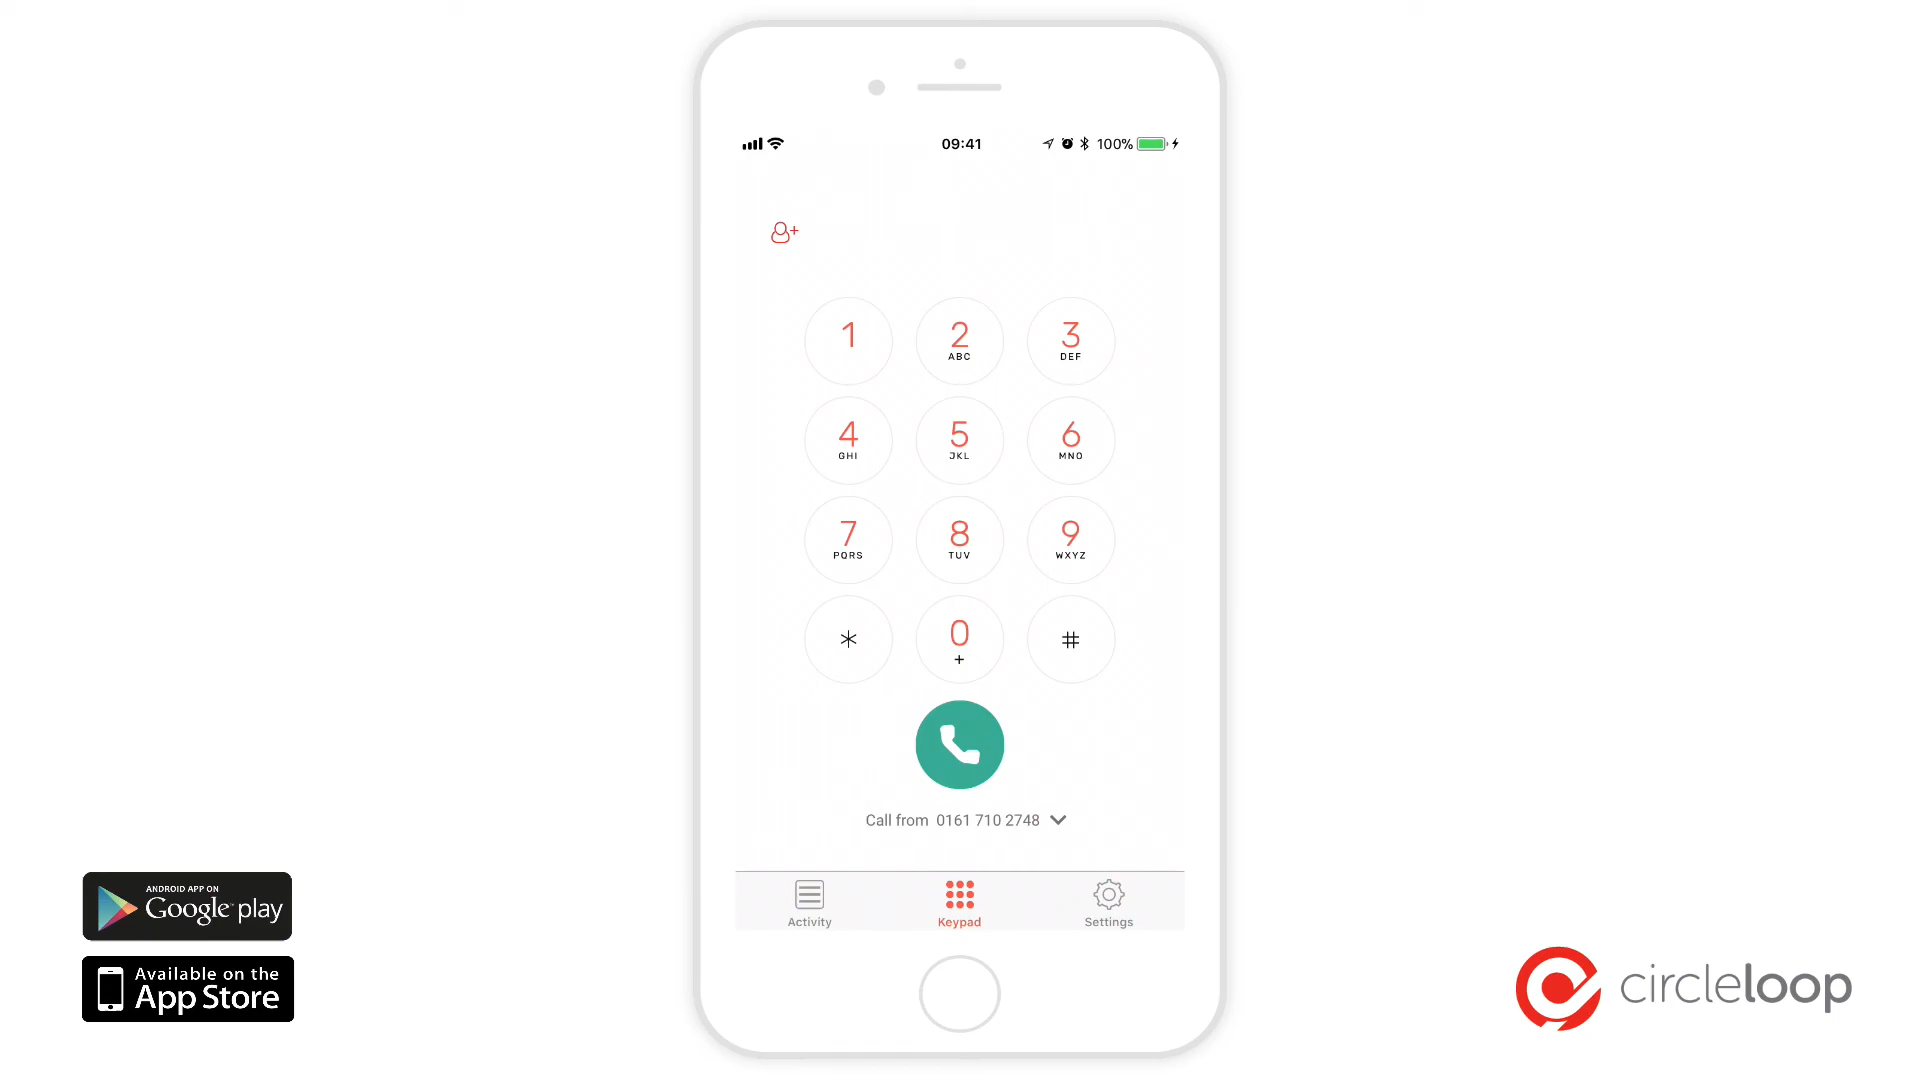 09:41
100%
1
2
ABC
3
DEF
4
GHI
5
JKL
6
MNO
7
PQRS
8
TUV
9
WXYZ
*
0
+
#
Call from 0161 710 2748
Activity
Keypad
Settings
ANDROID APP ON
Google play
Available on the
App Store
circleloop